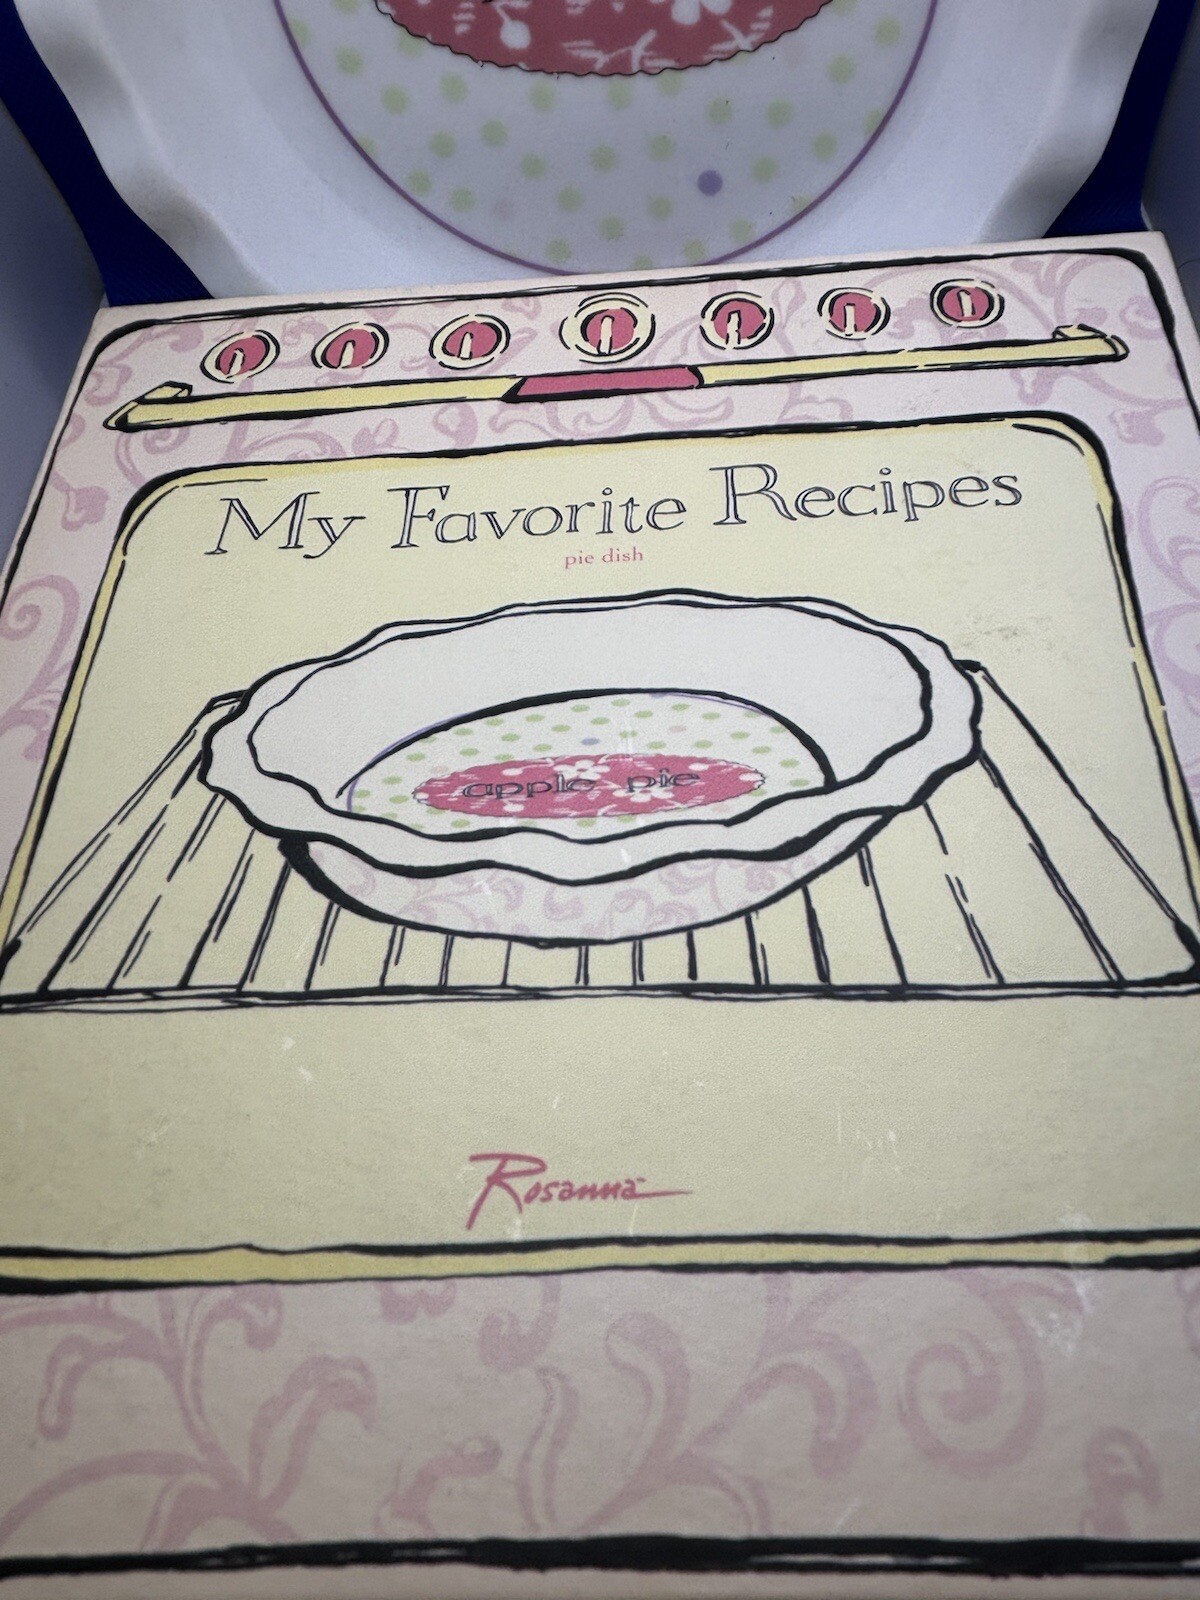 My Favorite Recipes
pie dish
apple pie
Rosanna